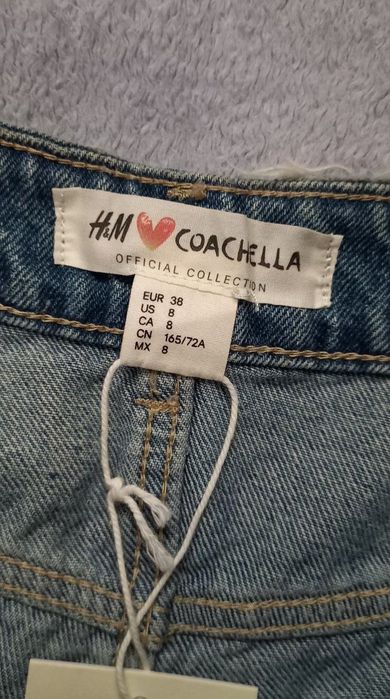 H&M COACHELLA
OFFICIAL COLLECTION
EUR 38
US 8
CA 8
CN 165/72A
MX 8